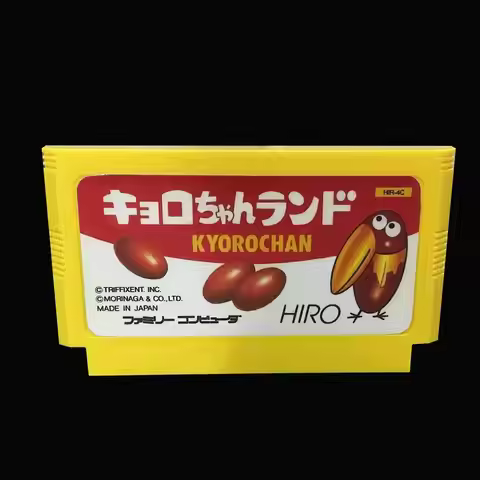 HIR-4C
キョロちゃんランド
KYOROCHAN
©TRIFFIXENT. INC.
©MORINAGA & CO., LTD.
MADE IN JAPAN
ファミリー コンピュータ
HIRO